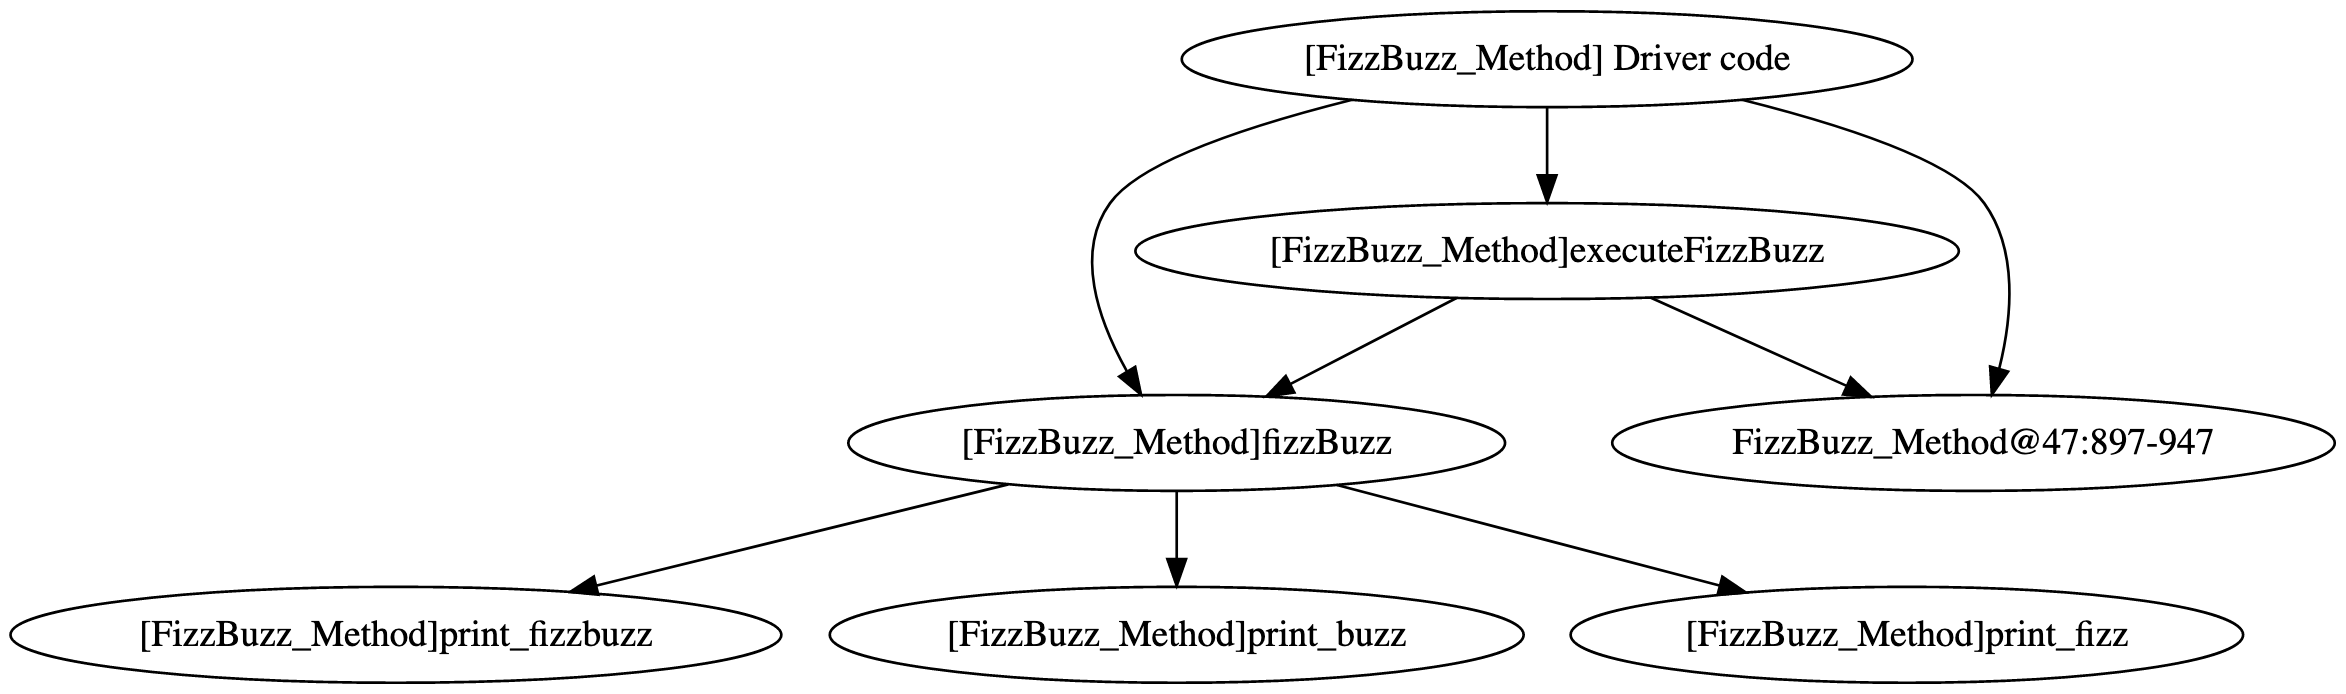 [FizzBuzz_Method] Driver code
[FizzBuzz_Method]executeFizzBuzz
[FizzBuzz_Method]fizzBuzz
FizzBuzz_Method@47:897-947
[FizzBuzz_Method]print_fizzbuzz
[FizzBuzz_Method]print_buzz
[FizzBuzz_Method]print_fizz